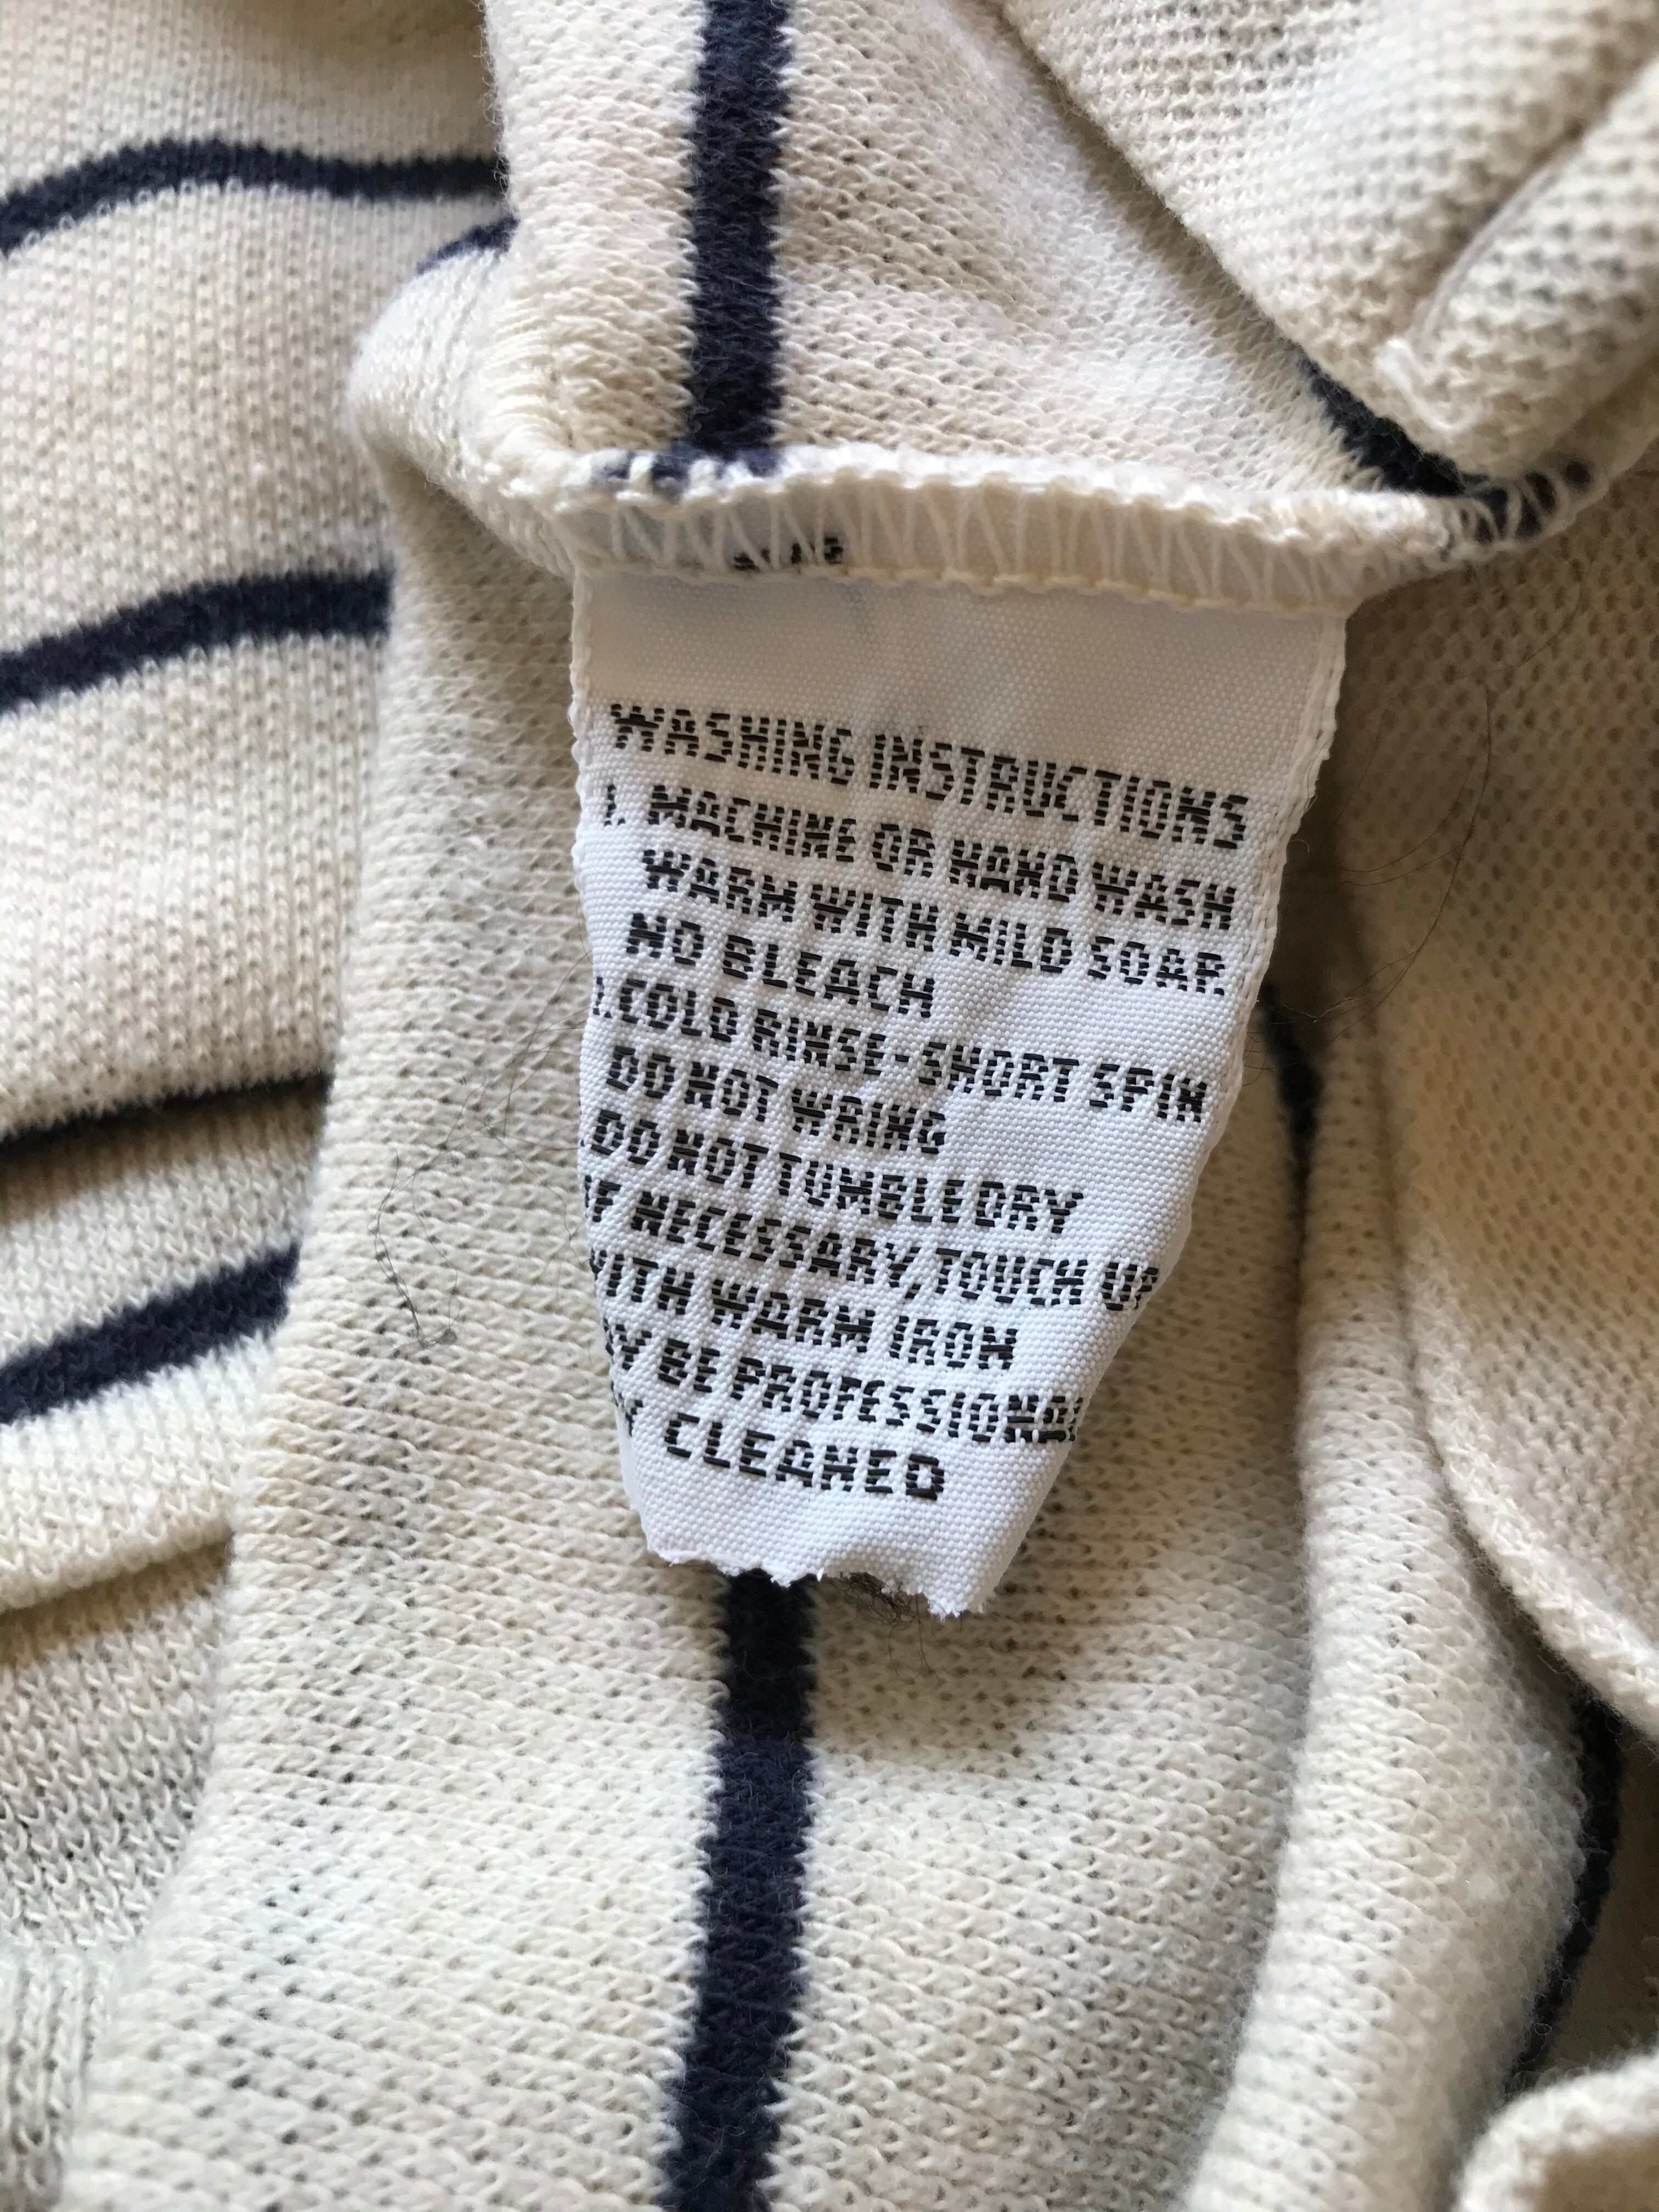 WASHING INSTRUCTIONS
1. MACHINE OR HAND WASH
WARM WITH MILD SOAP
NO BLEACH
.COLD RINSE-SHORT SPIN
DO NOT WRING
.DO NOT TUMBLE DRY
IF NECESSARY, TOUCH UP
WITH WARM IRON
BE PROFESSIONAL
CLEANED